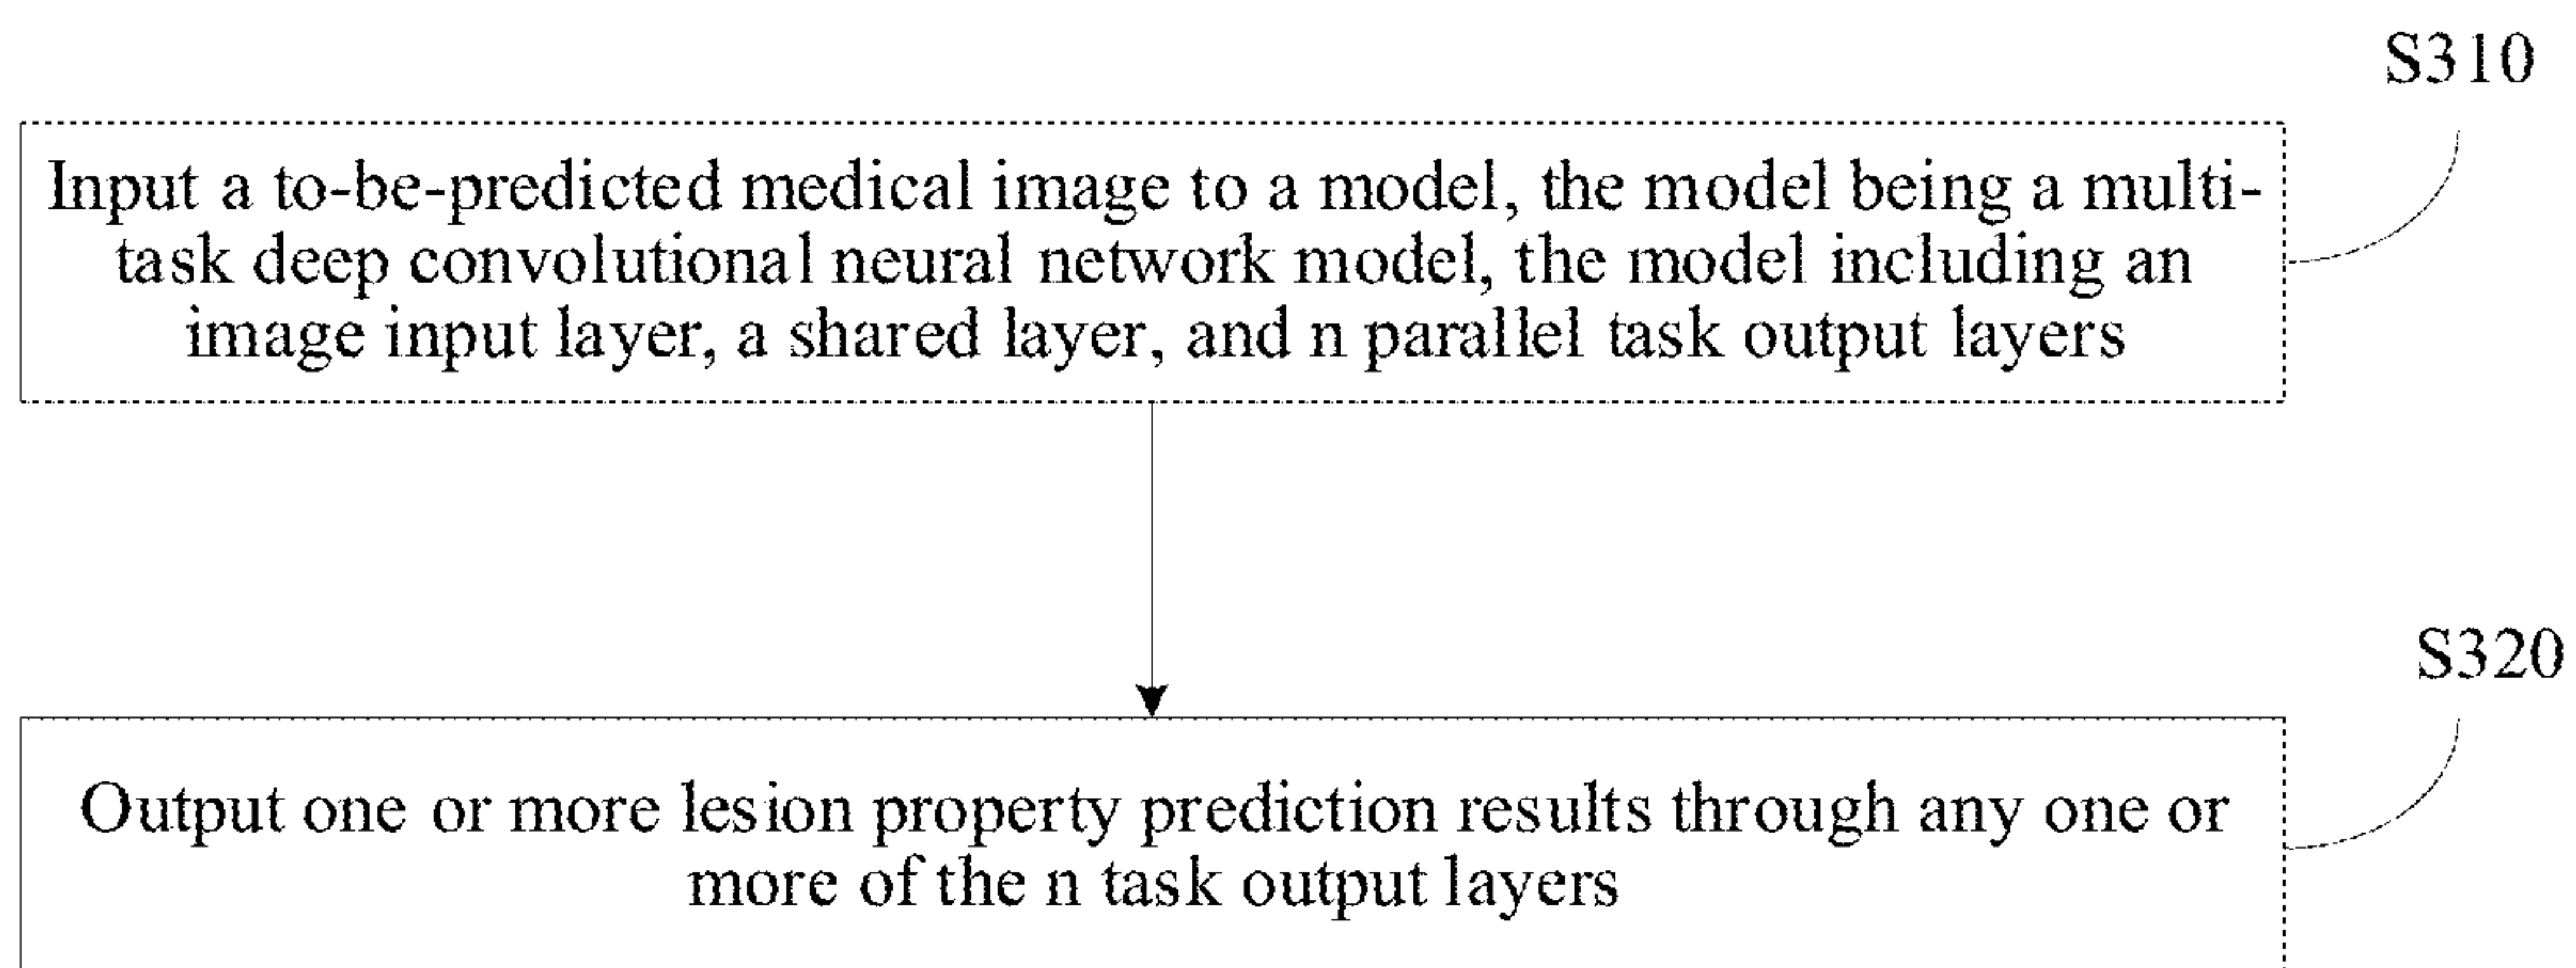 S310
Input a to-be-predicted medical image to a model, the model being a multi-
task deep convolutional neural network model, the model including an
image input layer, a shared layer, and n parallel task output layers
S320
Output one or more lesion property prediction results through any one or
more of the n task output layers